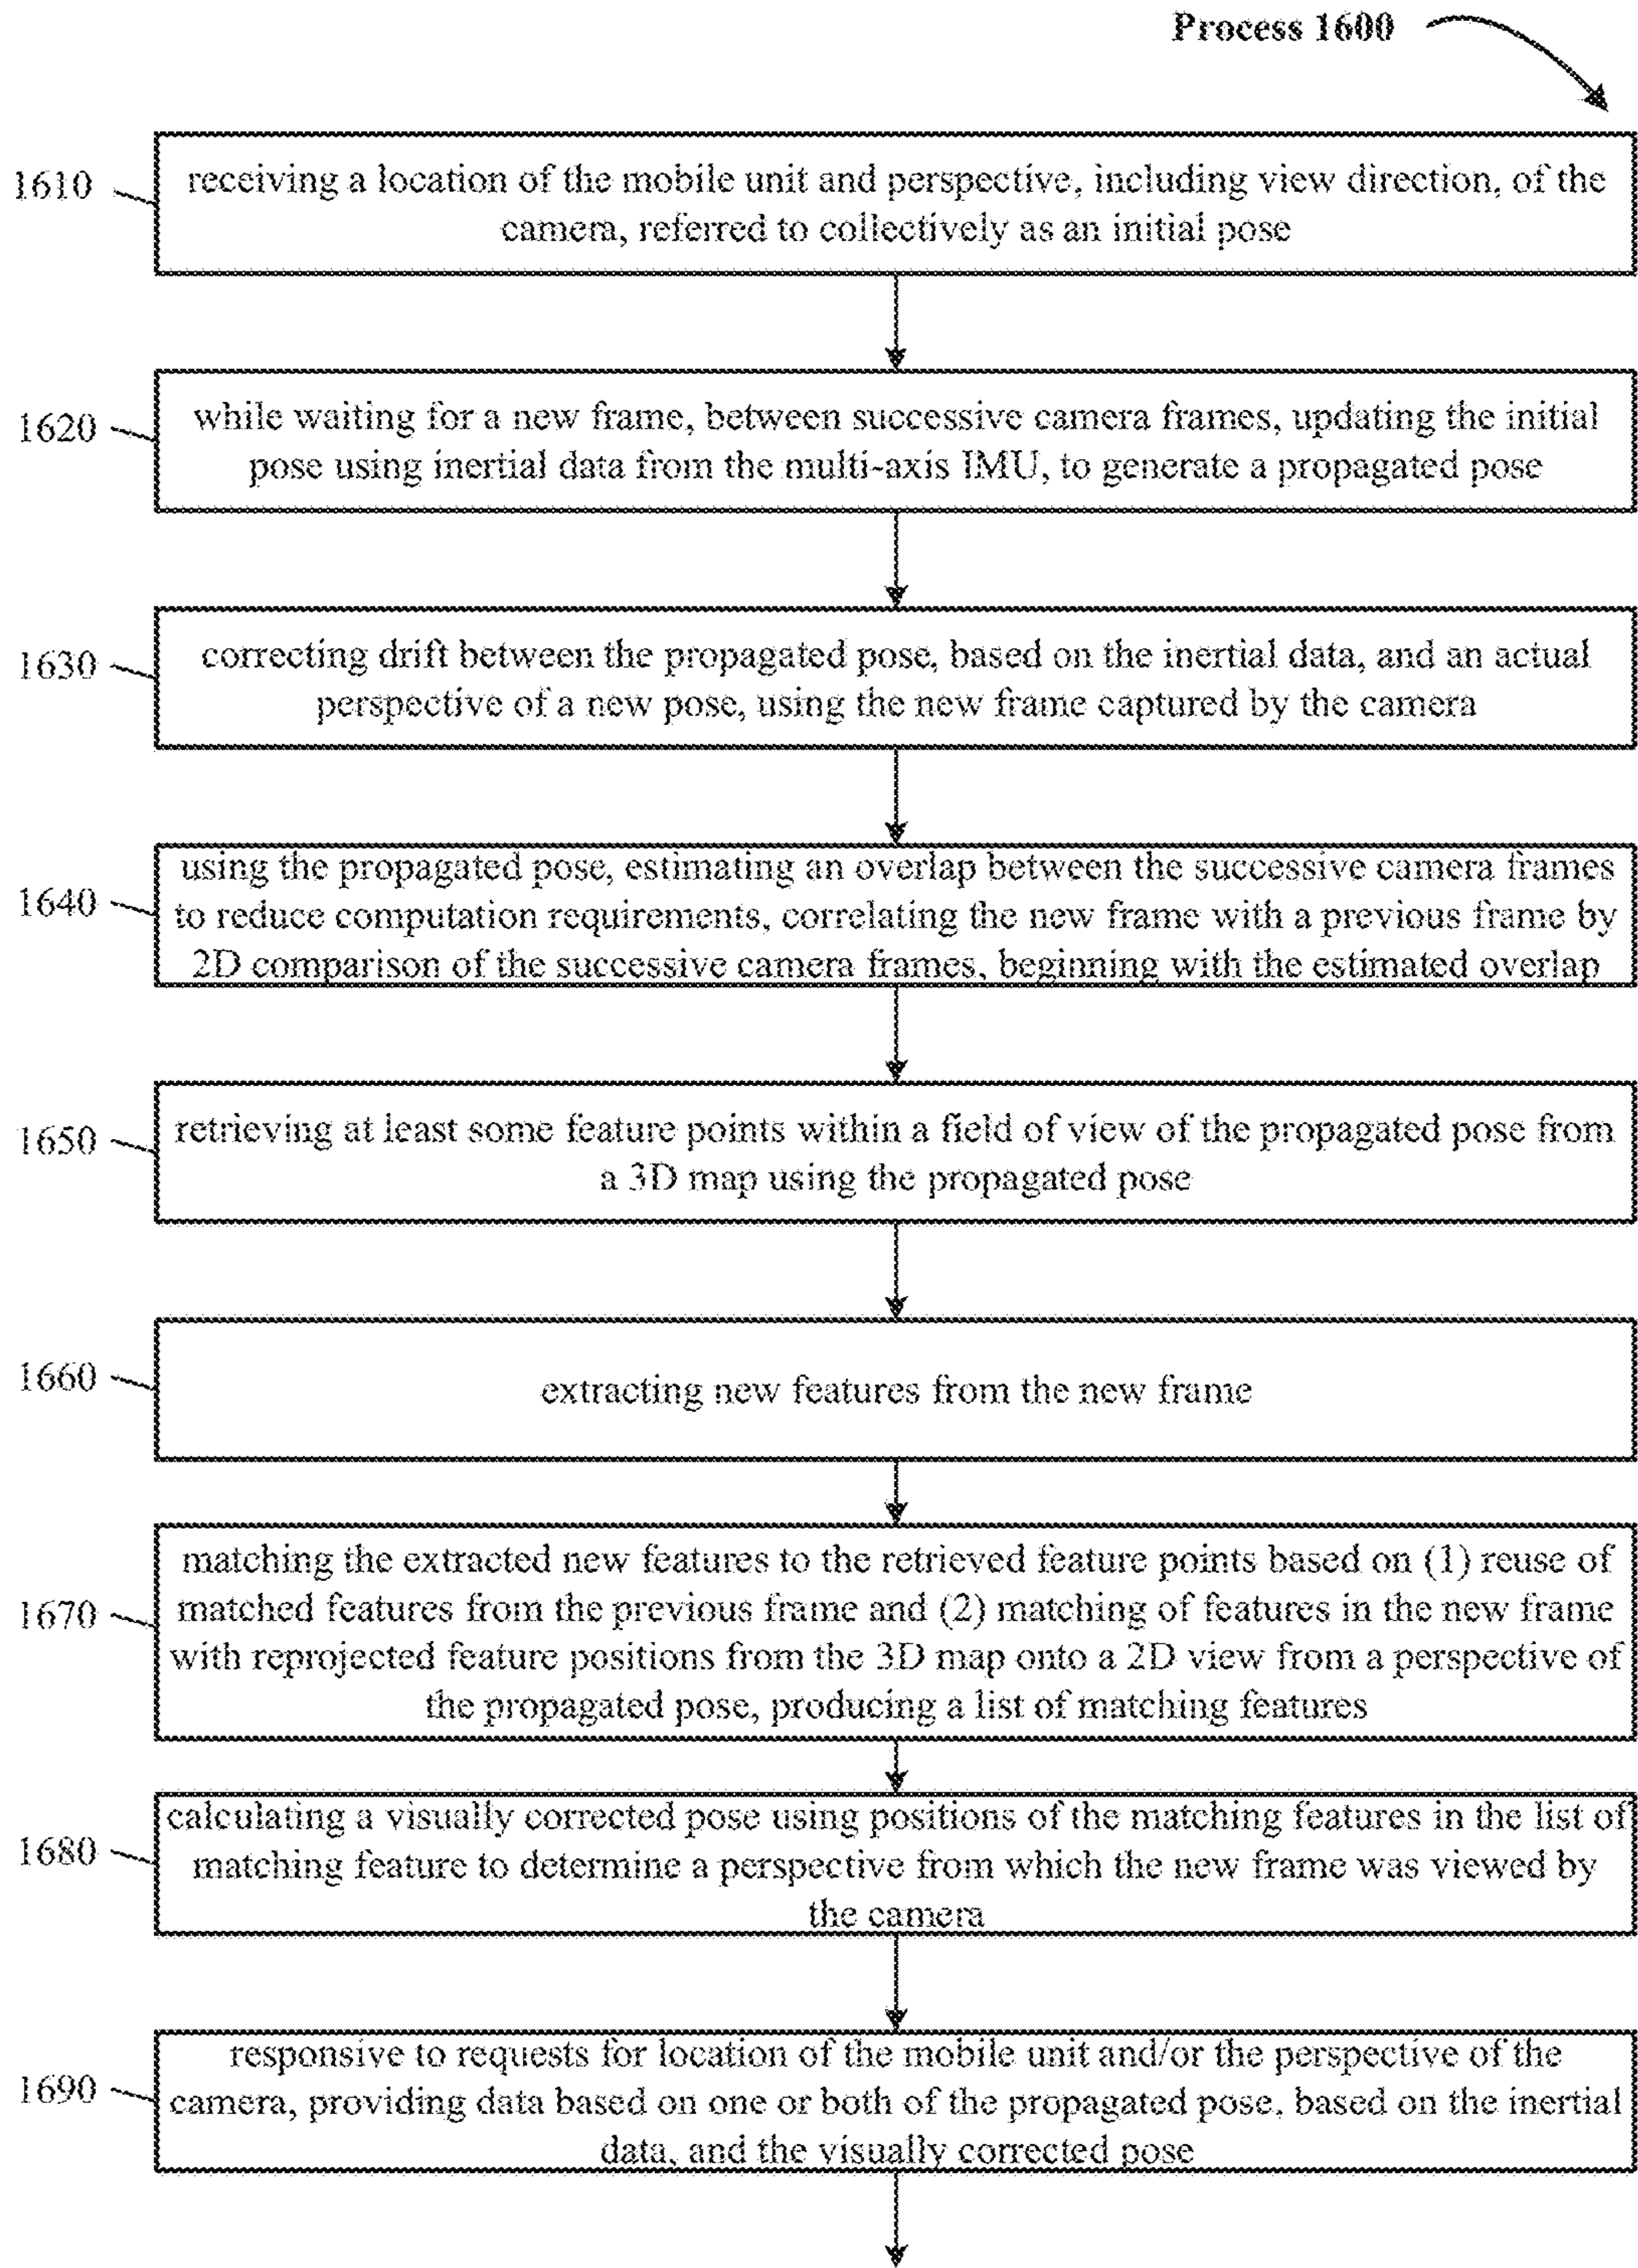 Process 1600
1610
receiving a location of the mobile unit and perspective, including view direction, of the
camera, referred to collectively as an initial pose
1620
while waiting for a new frame, between successive camera frames, updating the initial
pose using inertial data from the multi-axis IMU, to generate a propagated pose
1630
correcting drift between the propagated pose, based on the inertial data, and an actual
perspective of a new pose, using the new frame captured by the camera
1640
using the propagated pose, estimating an overlap between the successive camera frames
to reduce computation requirements, correlating the new frame with a previous frame by
2D comparison of the successive camera frames, beginning with the estimated overlap
1650
retrieving at least some feature points within a field of view of the propagated pose from
a 3D map using the propagated pose
1660
extracting new features from the new frame
1670
matching the extracted new features to the retrieved feature points based on (1) reuse of
matched features from the previous frame and (2) matching of features in the new frame
with reprojected feature positions from the 3D map onto a 2D view from a perspective of
the propagated pose, producing a list of matching features
1680
calculating a visually corrected pose using positions of the matching features in the list of
matching feature to determine a perspective from which the new frame was viewed by
the camera
1690
responsive to requests for location of the mobile unit and/or the perspective of the
camera, providing data based on one or both of the propagated pose, based on the inertial
data, and the visually corrected pose